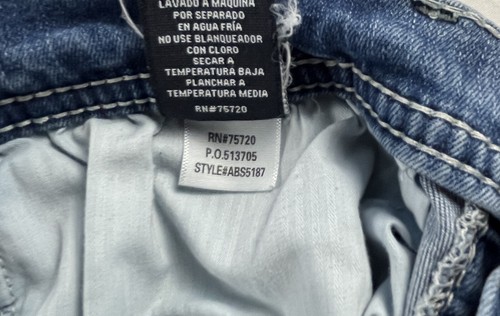 LAVADO A MAQUINA
POR SEPARADO
EN AGUA FRÍA
NO USE BLANQUEADOR
CON CLORO
SECAR A
TEMPERATURA BAJA
PLANCHAR A
TEMPERATURA MEDIA
RN#75720
RN#75720
P.O.513705
STYLE#ABS5187